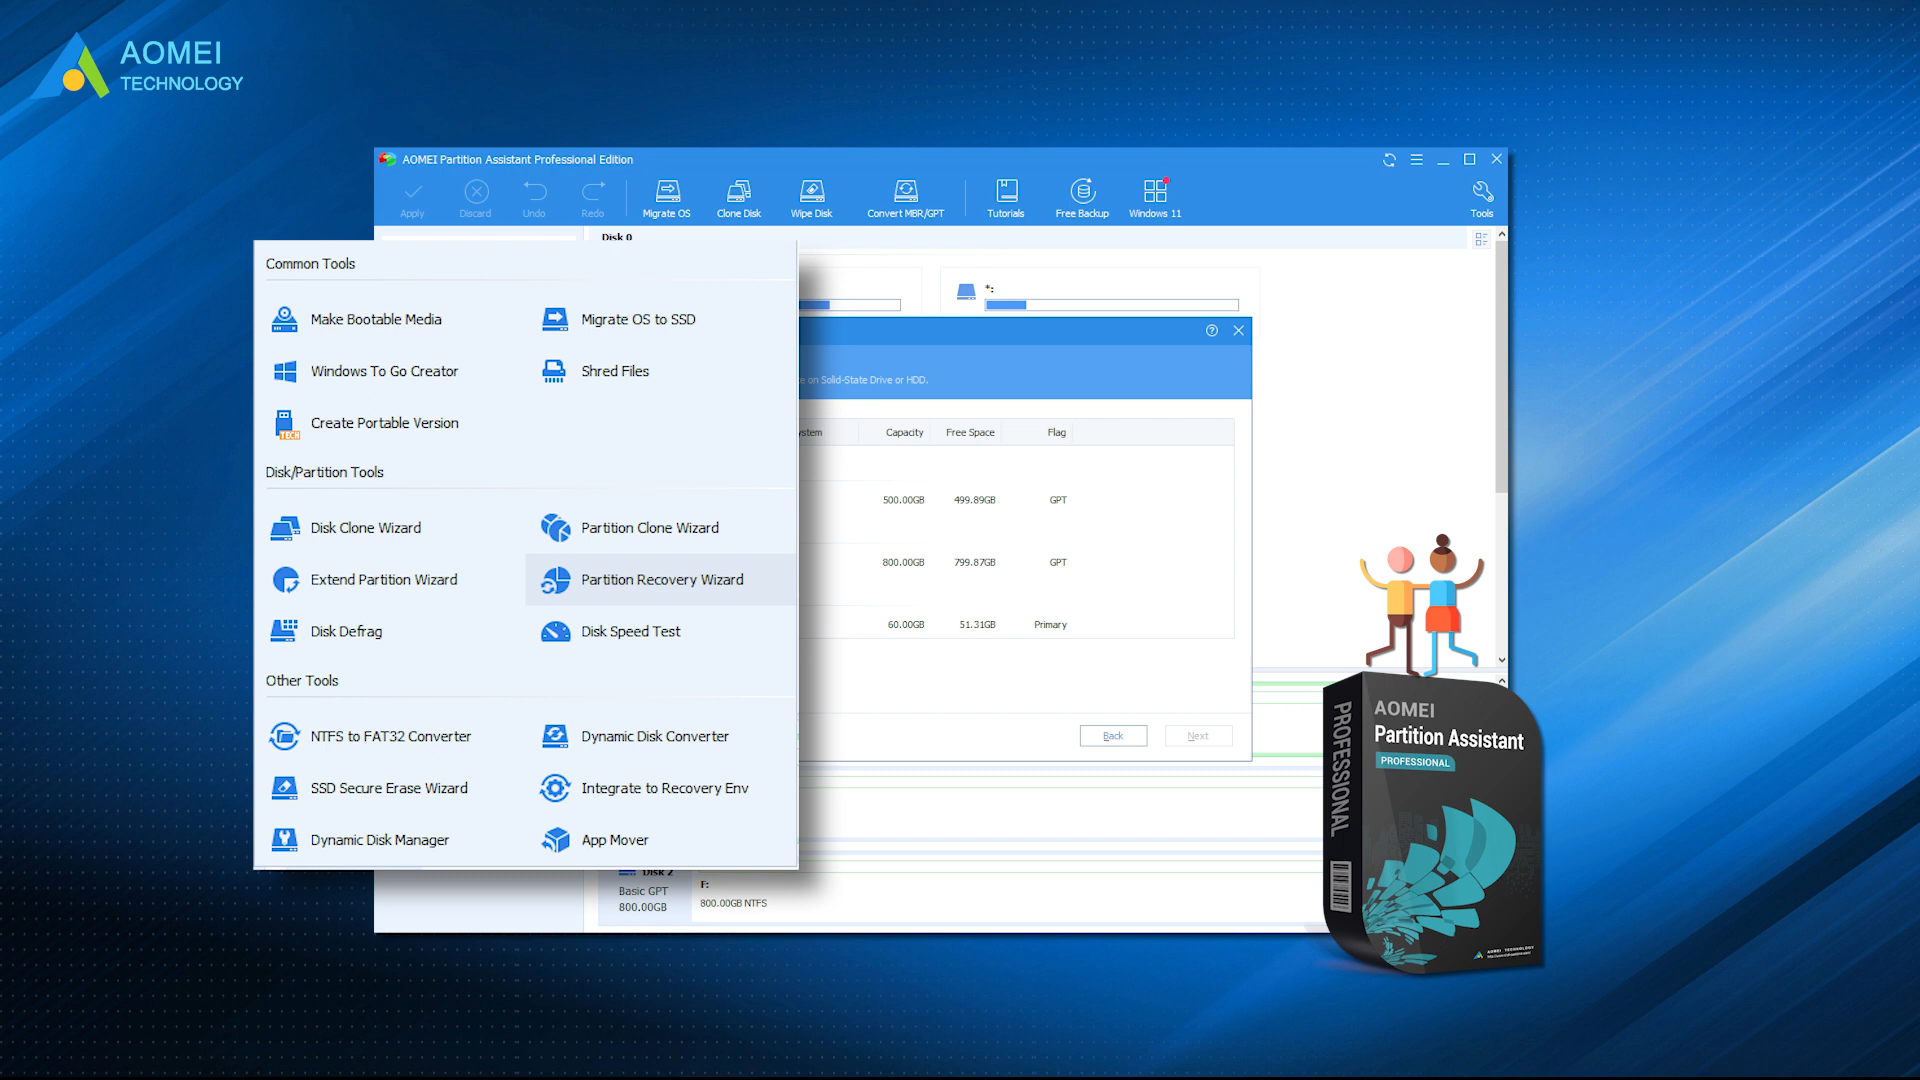 AOMEI
TECHNOLOGY
AOMEI Partition Assistant Professional Edition
Apply
Discard
Undo
Redo
Migrate OS
Clone Disk
Wipe Disk
Convert MBR/GPT
Tutorials
Free Backup
Windows 11
Tools
Disk 0
*:
Common Tools
Make Bootable Media
Migrate OS to SSD
Windows To Go Creator
Shred Files
TECH
Create Portable Version
Disk/Partition Tools
Disk Clone Wizard
Partition Clone Wizard
Extend Partition Wizard
Partition Recovery Wizard
Disk Defrag
Disk Speed Test
Other Tools
NTFS to FAT32 Converter
Dynamic Disk Converter
SSD Secure Erase Wizard
Integrate to Recovery Env
Dynamic Disk Manager
App Mover
on Solid-State Drive or HDD.
Capacity Free Space Flag
500.00GB 499.89GB GPT
800.00GB 799.87GB GPT
60.00GB 51.31GB Primary
Back
Next
Disk 2
Basic GPT
800.00GB
F:
800.00GB NTFS
PROFESSIONAL
AOMEI
Partition Assistant
PROFESSIONAL
AOMEI TECHNOLOGY